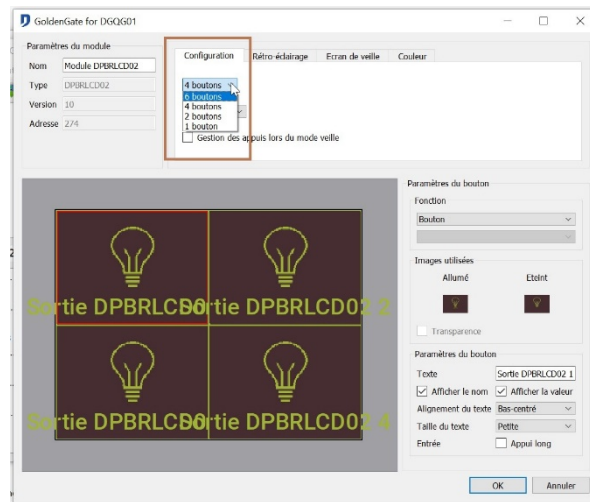 GoldenGate for DGQG01
Paramètres du module
Nom Module DPBRLCD02
Type DPBRLCD02
Version 10
Adresse 274
Configuration Rétro-éclairage Ecran de veille Couleur
4 boutons
6 boutons
4 boutons
2 boutons
1 bouton
Gestion des appuis lors du mode veille
Sortie DPBRLCD0 Sortie DPBRLCD02 2
Sortie DPBRLCD0 Sortie DPBRLCD02 4
Paramètres du bouton
Fonction
Bouton
Images utilisées
Allumé Eteint
Transparence
Paramètres du bouton
Texte Sortie DPBRLCD02 1
Afficher le nom Afficher la valeur
Alignement du texte Bas-centré
Taille du texte Petite
Entrée Appui long
OK Annuler